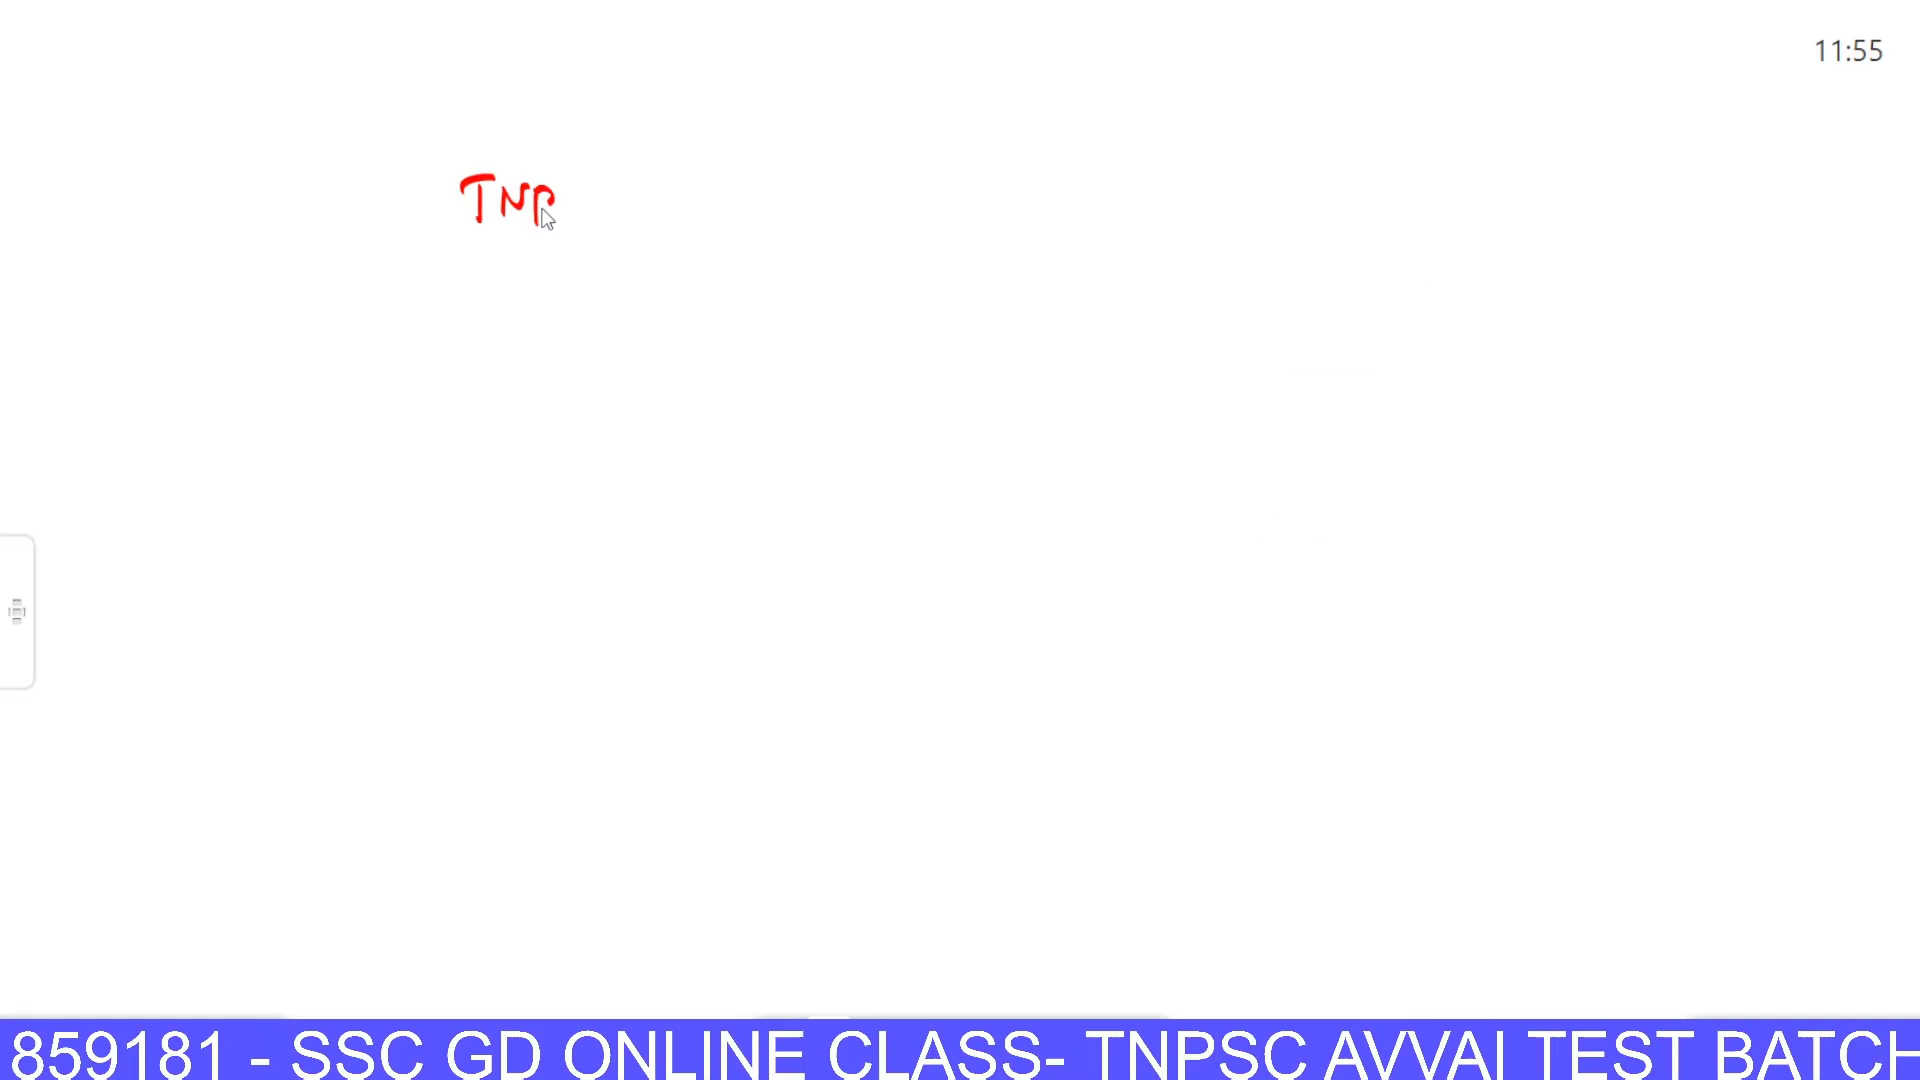 11:55
TNP
859181 - SSC GD ONLINE CLASS- TNPSC AVVAI TEST BATCH